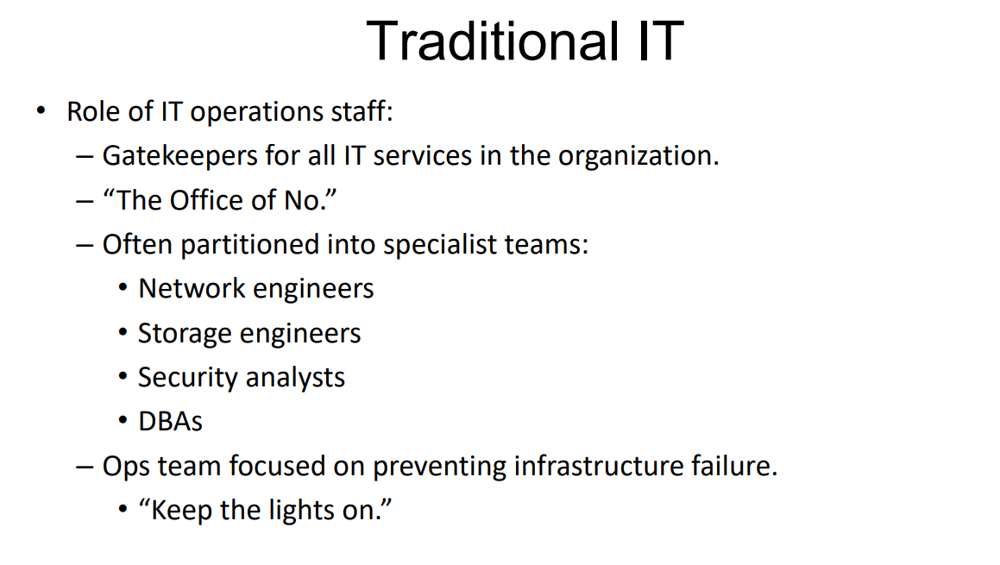 Traditional IT
• Role of IT operations staff:
– Gatekeepers for all IT services in the organization.
– “The Office of No.”
– Often partitioned into specialist teams:
• Network engineers
• Storage engineers
• Security analysts
• DBAs
– Ops team focused on preventing infrastructure failure.
• “Keep the lights on.”